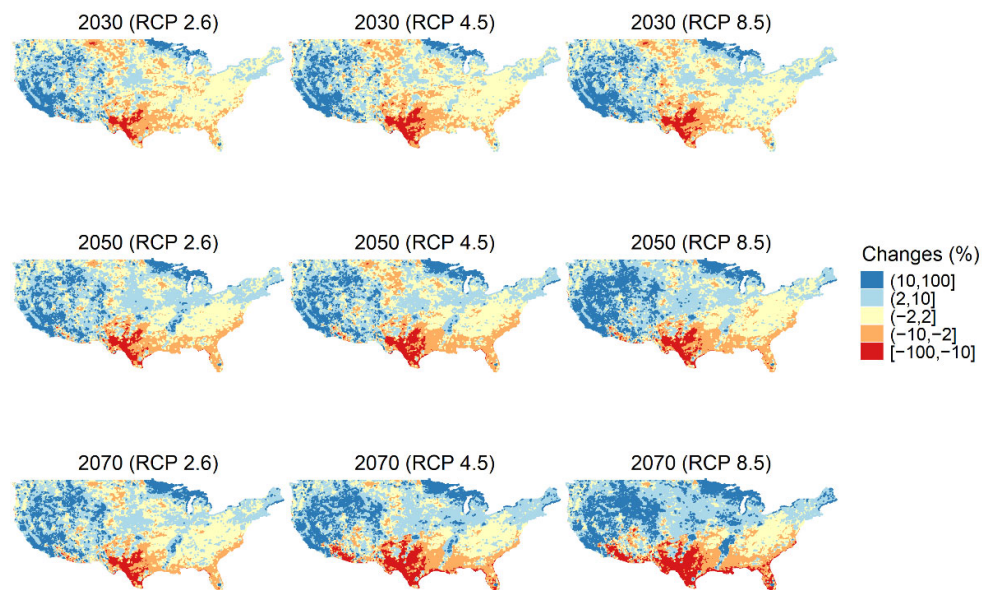 2030 (RCP 2.6)
2030 (RCP 4.5)
2030 (RCP 8.5)
2050 (RCP 2.6)
2050 (RCP 4.5)
2050 (RCP 8.5)
Changes (%)
(10,100]
(2,10]
(−2,2]
(−10,−2]
[−100,−10]
2070 (RCP 2.6)
2070 (RCP 4.5)
2070 (RCP 8.5)